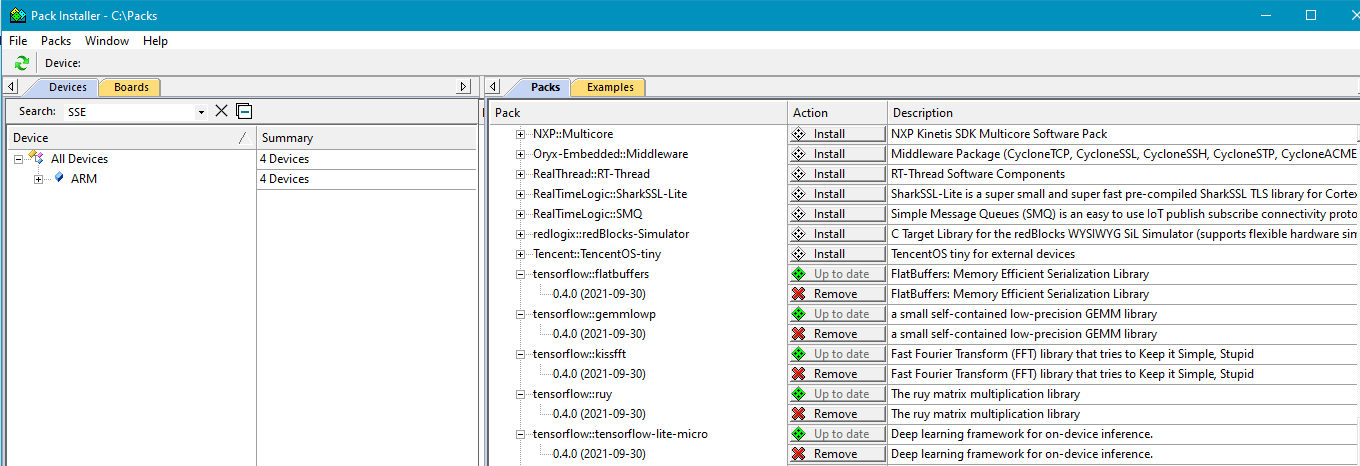 Pack Installer - C:\Packs
File Packs Window Help
Device:
Devices Boards
Search: SSE
Device Summary
All Devices 4 Devices
ARM 4 Devices
Packs Examples
Pack Action Description
NXP::Multicore Install NXP Kinetis SDK Multicore Software Pack
Oryx-Embedded::Middleware Install Middleware Package (CycloneTCP, CycloneSSL, CycloneSSH, CycloneSTP, CycloneACME
RealThread::RT-Thread Install RT-Thread Software Components
RealTimeLogic::SharkSSL-Lite Install SharkSSL-Lite is a super small and super fast pre-compiled SharkSSL TLS library for Cortex
RealTimeLogic::SMQ Install Simple Message Queues (SMQ) is an easy to use IoT publish subscribe connectivity proto
redlogix::redBlocks-Simulator Install C Target Library for the redBlocks WYSIWYG SiL Simulator (supports flexible hardware sim
Tencent::TencentOS-tiny Install TencentOS tiny for external devices
tensorflow::flatbuffers Up to date FlatBuffers: Memory Efficient Serialization Library
0.4.0 (2021-09-30) Remove FlatBuffers: Memory Efficient Serialization Library
tensorflow::gemmlowp Up to date a small self-contained low-precision GEMM library
0.4.0 (2021-09-30) Remove a small self-contained low-precision GEMM library
tensorflow::kissfft Up to date Fast Fourier Transform (FFT) library that tries to Keep it Simple, Stupid
0.4.0 (2021-09-30) Remove Fast Fourier Transform (FFT) library that tries to Keep it Simple, Stupid
tensorflow::ruy Up to date The ruy matrix multiplication library
0.4.0 (2021-09-30) Remove The ruy matrix multiplication library
tensorflow::tensorflow-lite-micro Up to date Deep learning framework for on-device inference.
0.4.0 (2021-09-30) Remove Deep learning framework for on-device inference.